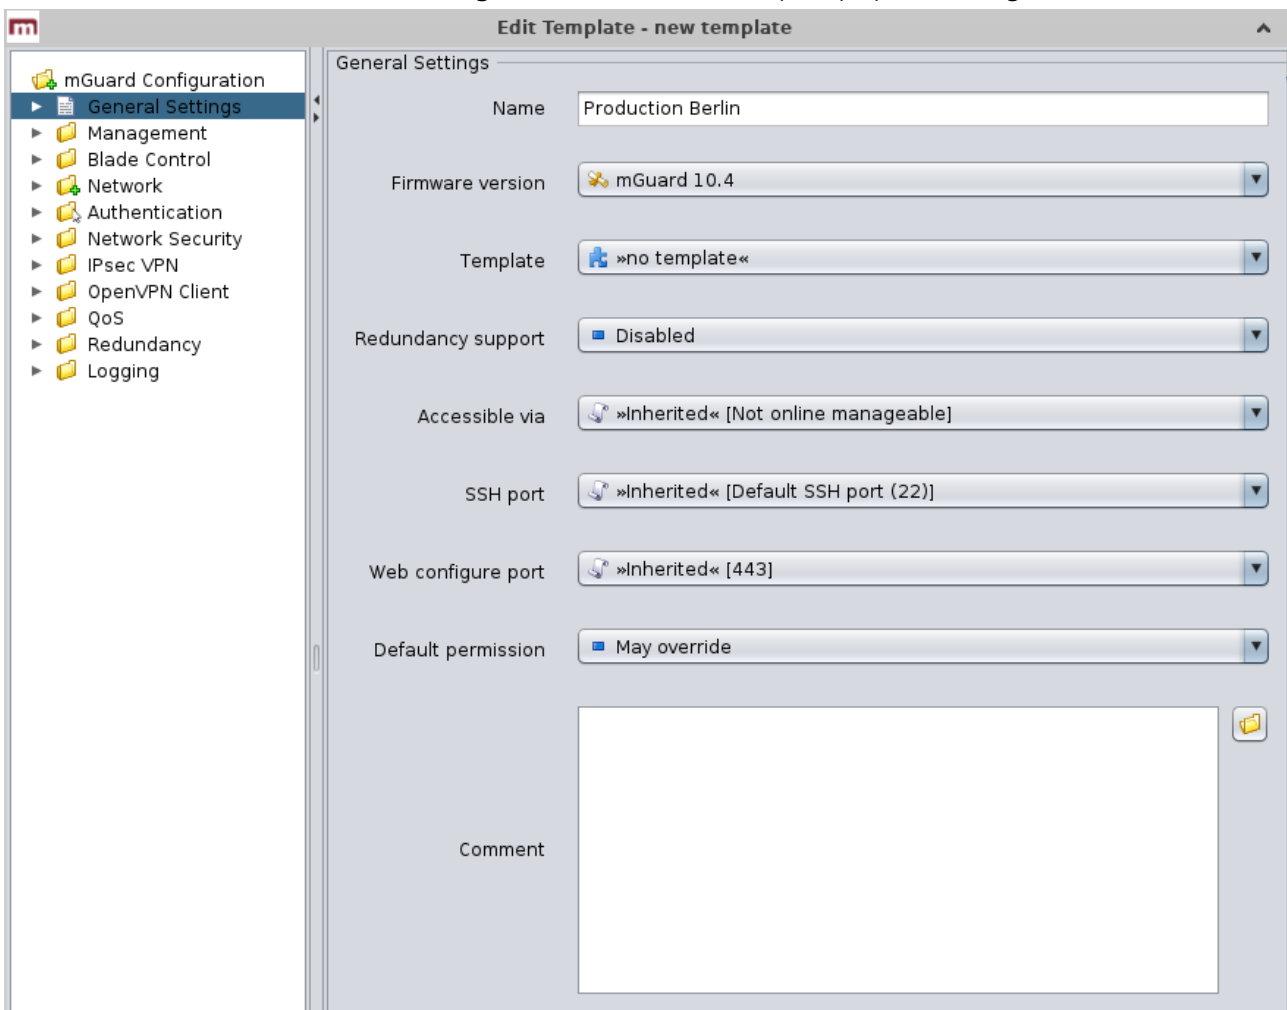 m
Edit Template - new template
mGuard Configuration
General Settings
Management
Blade Control
Network
Authentication
Network Security
IPsec VPN
OpenVPN Client
QoS
Redundancy
Logging
General Settings
Name Production Berlin
Firmware version mGuard 10.4
Template »no template«
Redundancy support Disabled
Accessible via »Inherited« [Not online manageable]
SSH port »Inherited« [Default SSH port (22)]
Web configure port »Inherited« [443]
Default permission May override
Comment